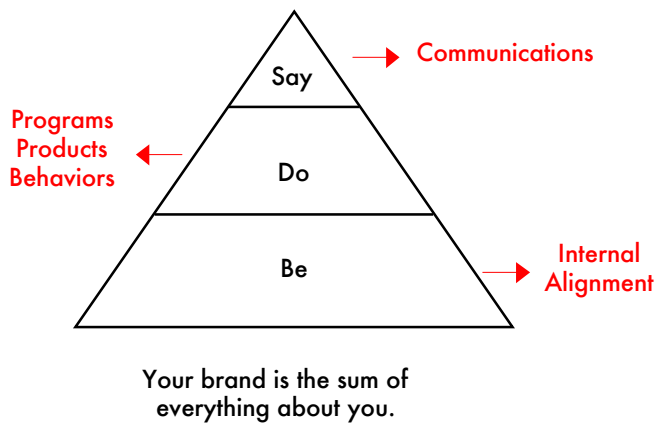 Say
Communications
Programs
Products
Behaviors
Do
Be
Internal
Alignment
Your brand is the sum of
everything about you.